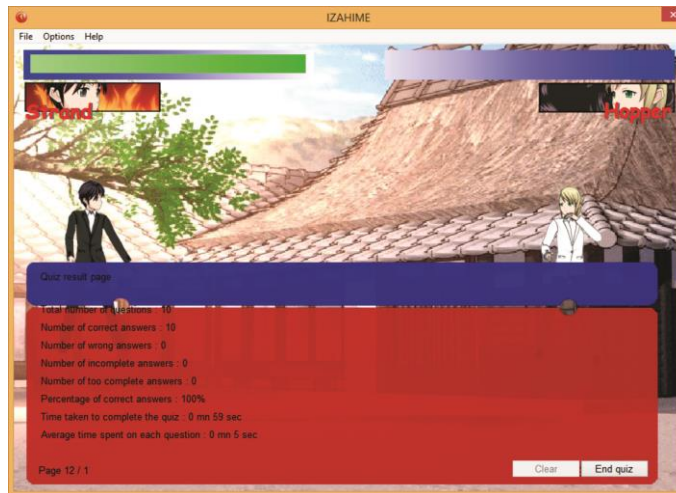 IZAHIME
File Options Help
Strand
Hopper
Quiz result page
Total number of questions : 10
Number of correct answers : 10
Number of wrong answers : 0
Number of incomplete answers : 0
Number of too complete answers : 0
Percentage of correct answers : 100%
Time taken to complete the quiz : 0 mn 59 sec
Average time spent on each question : 0 mn 5 sec
Page 12 / 1
Clear
End quiz